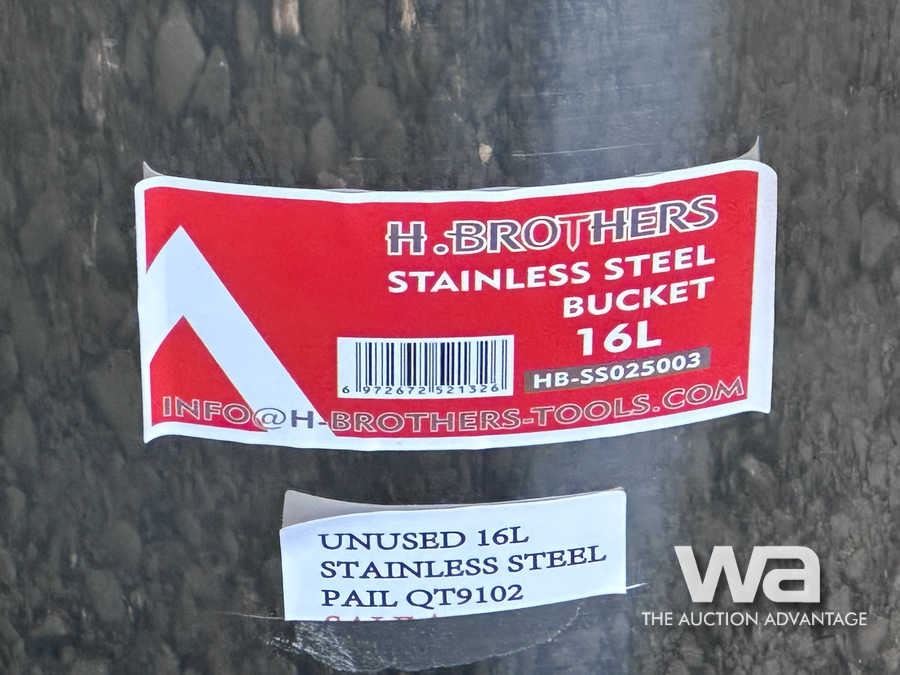 H.BROTHERS
STAINLESS STEEL
BUCKET
16L
HB-SS025003
6 972672 521326
INFO@H-BROTHERS-TOOLS.COM
UNUSED 16L
STAINLESS STEEL
PAIL QT9102
wa
THE AUCTION ADVANTAGE